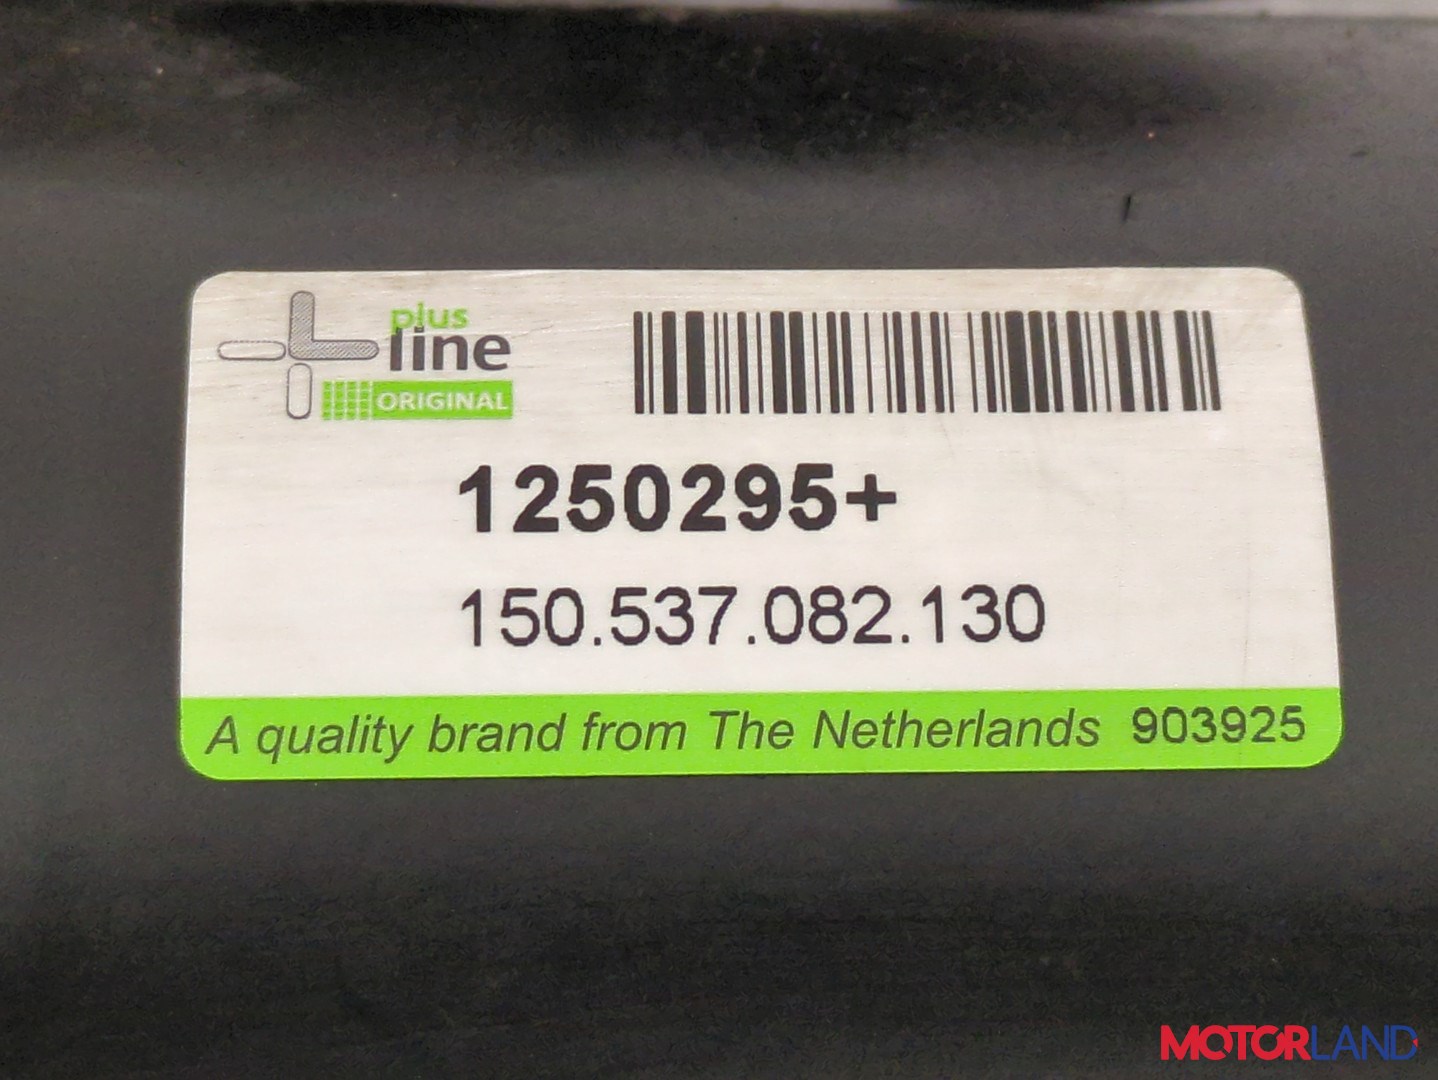 plus
line
ORIGINAL
1250295+
150.537.082.130
A quality brand from The Netherlands 903925
MOTORLAND